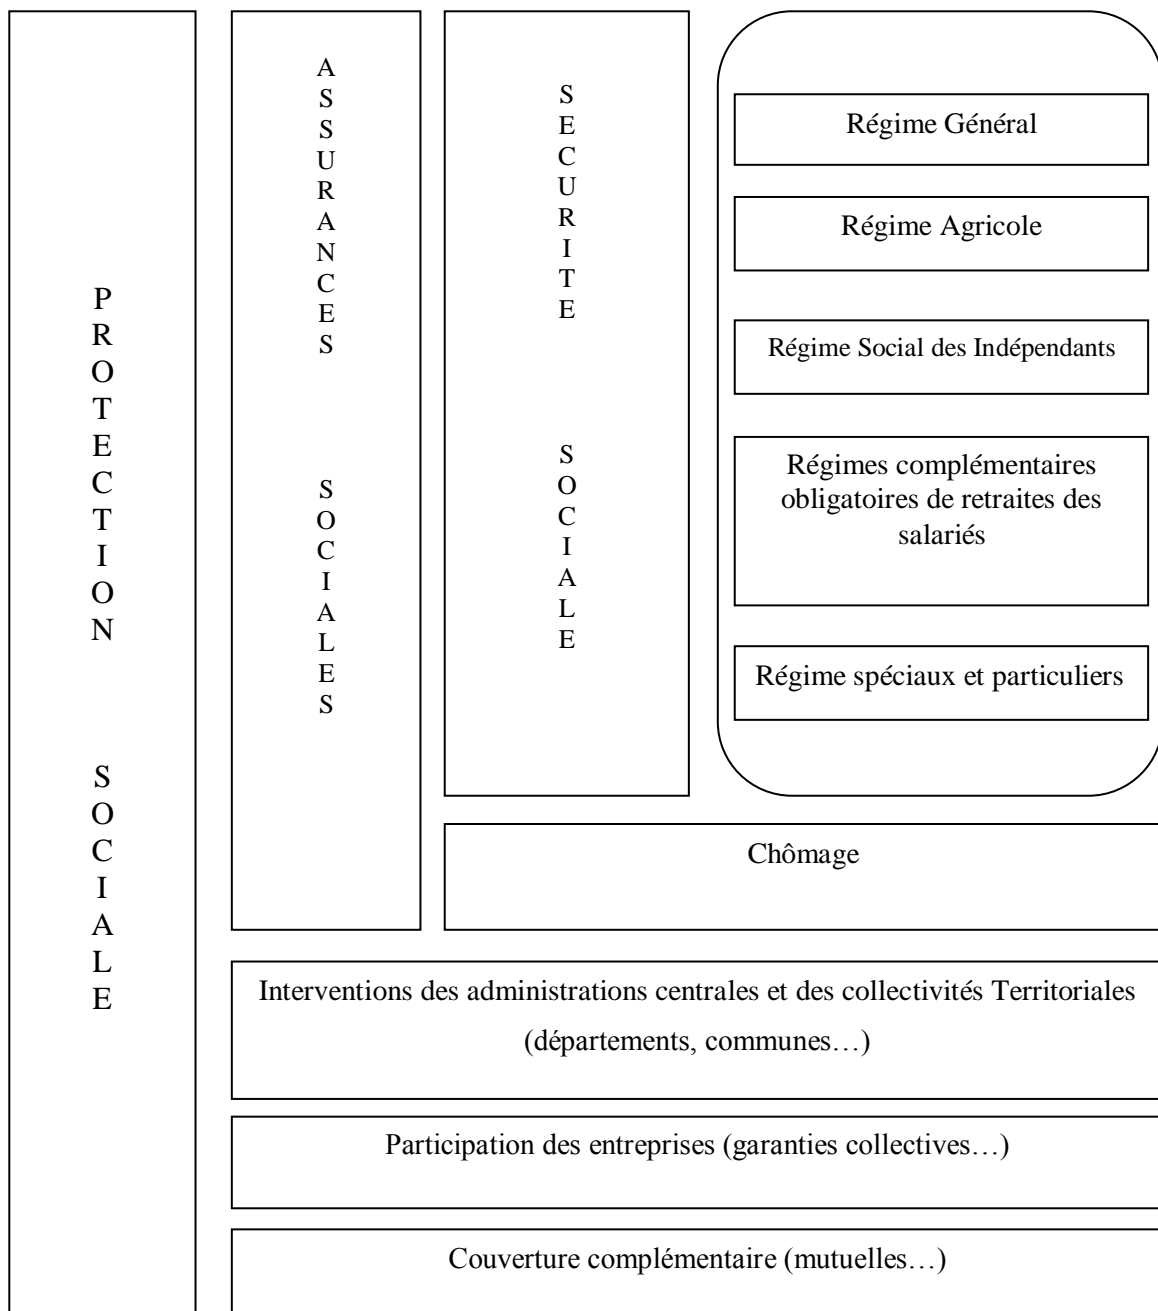 PROTECTION
SOCIALE
ASSURANCES
SOCIALES
SECURITE
SOCIALE
Régime Général
Régime Agricole
Régime Social des Indépendants
Régimes complémentaires
obligatoires de retraites des
salariés
Régime spéciaux et particuliers
Chômage
Interventions des administrations centrales et des collectivités Territoriales
(départements, communes…)
Participation des entreprises (garanties collectives…)
Couverture complémentaire (mutuelles…)